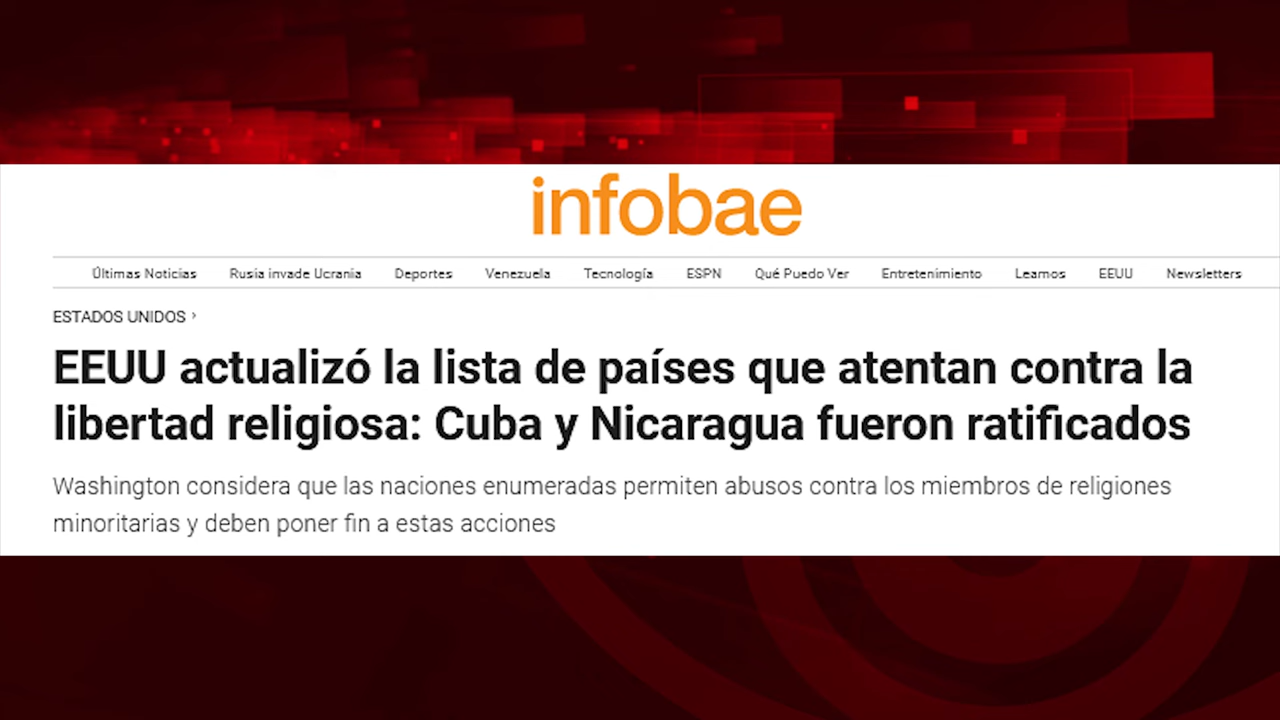 infobae
Últimas Noticias Rusia invade Ucrania Deportes Venezuela Tecnología ESPN Qué Puedo Ver Entretenimiento Leamos EEUU Newsletters
ESTADOS UNIDOS ›
EEUU actualizó la lista de países que atentan contra la
libertad religiosa: Cuba y Nicaragua fueron ratificados
Washington considera que las naciones enumeradas permiten abusos contra los miembros de religiones
minoritarias y deben poner fin a estas acciones